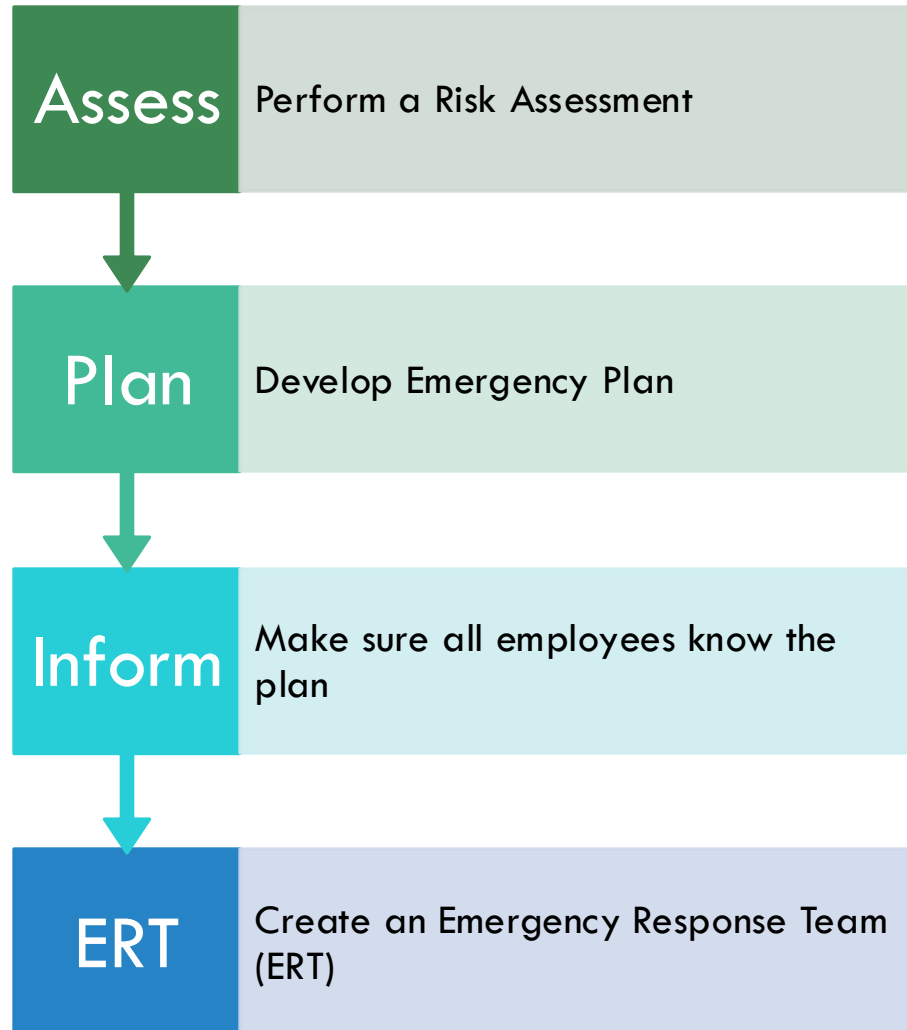 Assess
Perform a Risk Assessment
Plan
Develop Emergency Plan
Inform
Make sure all employees know the
plan
ERT
Create an Emergency Response Team
(ERT)